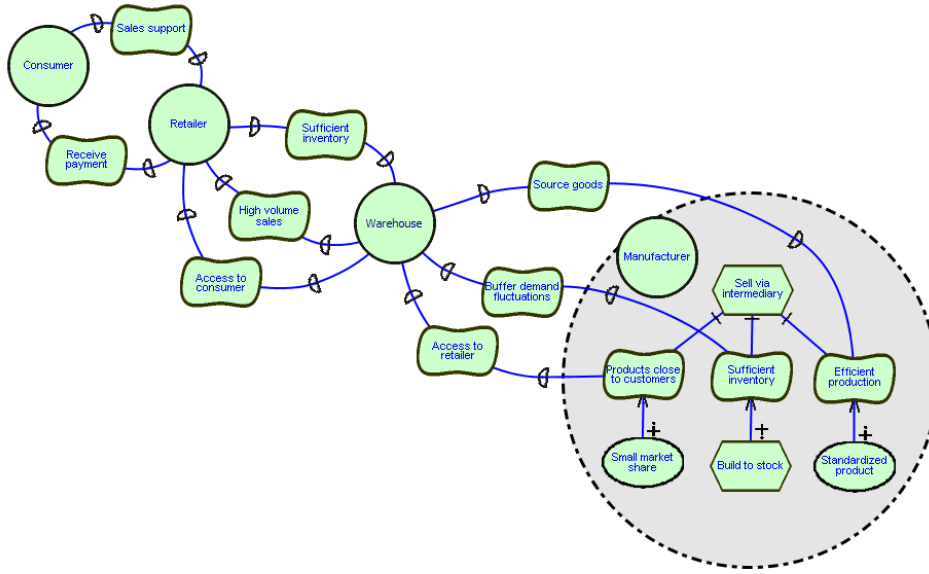 Sales support
Consumer
Retailer
Sufficient
inventory
Receive
payment
Source goods
High volume
sales
Warehouse
Manufacturer
Access to
consumer
Buffer demand
fluctuations
Sell via
intermediary
Access to
retailer
Products close
to customers
Sufficient
inventory
Efficient
production
Small market
share
Build to stock
Standardized
product